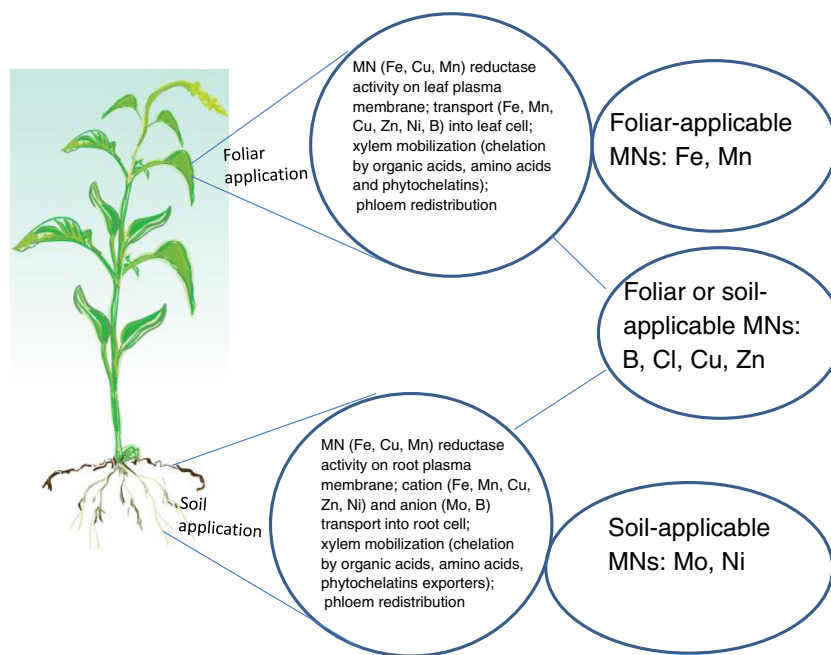 MN (Fe, Cu, Mn) reductase
activity on leaf plasma
membrane; transport (Fe, Mn,
Cu, Zn, Ni, B) into leaf cell;
xylem mobilization (chelation
by organic acids, amino acids
and phytochelatins);
phloem redistribution
Foliar-applicable
MNs: Fe, Mn
Foliar
application
Foliar or soil-
applicable MNs:
B, Cl, Cu, Zn
MN (Fe, Cu, Mn) reductase
activity on root plasma
membrane; cation (Fe, Mn, Cu,
Zn, Ni) and anion (Mo, B)
transport into root cell;
xylem mobilization (chelation
by organic acids, amino acids,
phytochelatins exporters);
phloem redistribution
Soil
application
Soil-applicable
MNs: Mo, Ni